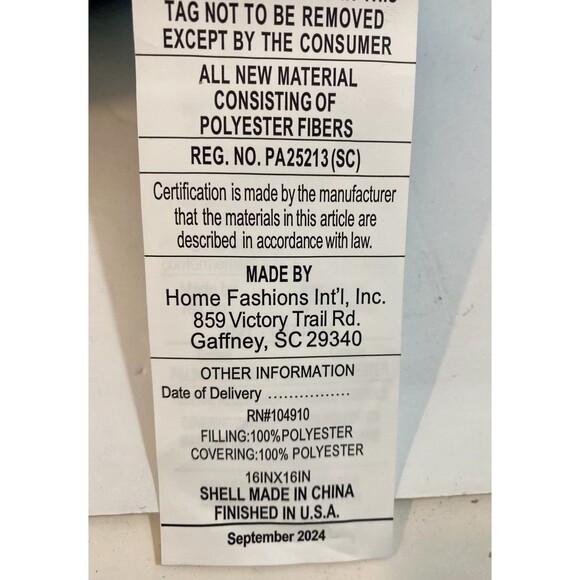 TAG NOT TO BE REMOVED
EXCEPT BY THE CONSUMER
ALL NEW MATERIAL
CONSISTING OF
POLYESTER FIBERS
REG. NO. PA25213(SC)
Certification is made by the manufacturer
that the materials in this article are
described in accordance with law.
MADE BY
Home Fashions Int'l, Inc.
859 Victory Trail Rd.
Gaffney, SC 29340
OTHER INFORMATION
Date of Delivery ................
RN#104910
FILLING:100%POLYESTER
COVERING:100% POLYESTER
16INX16IN
SHELL MADE IN CHINA
FINISHED IN U.S.A.
September 2024